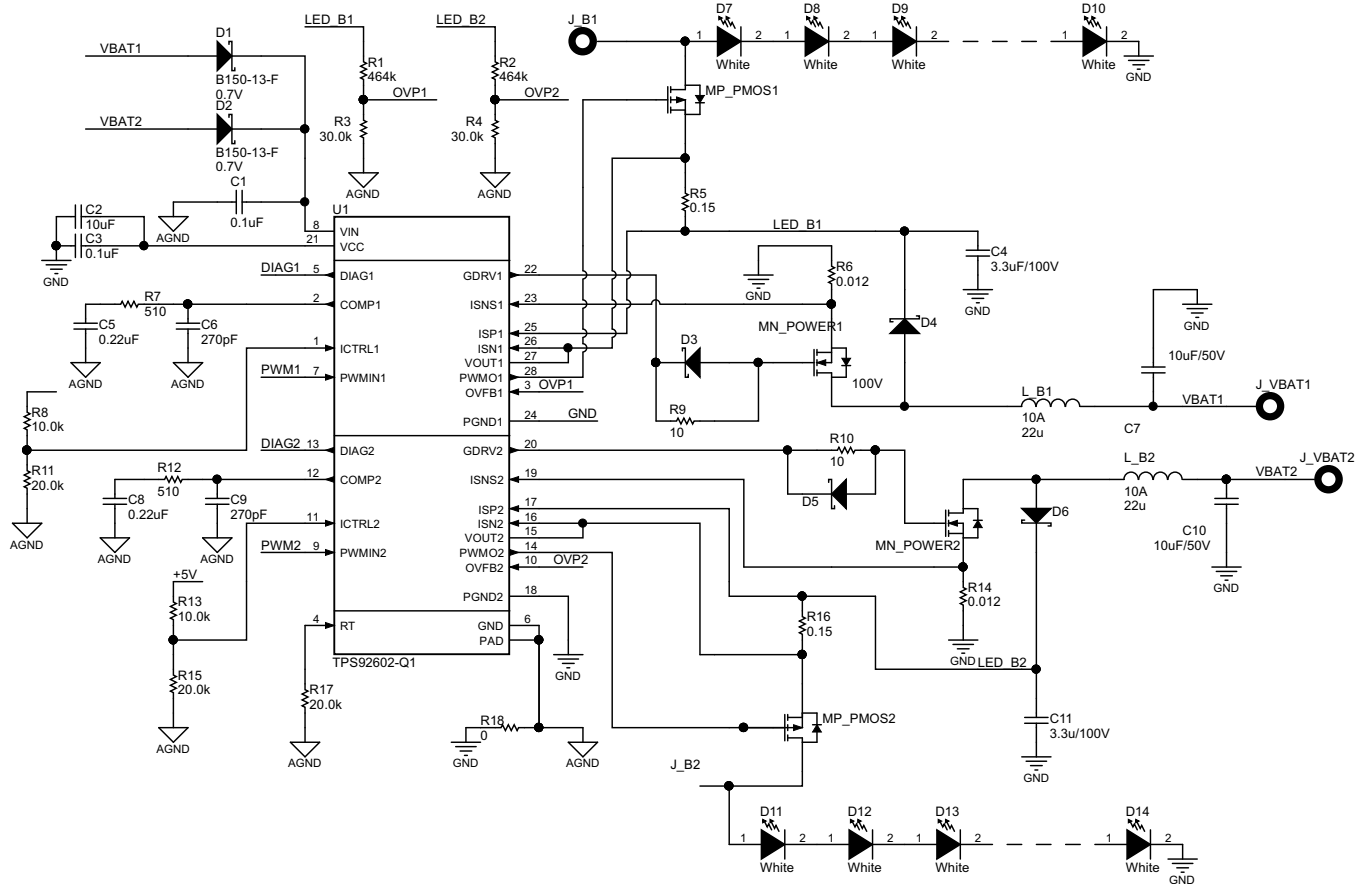 LED_B1
LED_B2
J_B1
D7
D8
D9
D10
1
2
1
2
1
2
1
2
White
White
White
White
GND
VBAT1
D1
B150-13-F
0.7V
VBAT2
D2
B150-13-F
0.7V
R1
464k
OVP1
R3
30.0k
AGND
R2
464k
OVP2
R4
30.0k
AGND
MP_PMOS1
R5
0.15
LED_B1
C1
0.1uF
AGND
C2
10uF
C3
0.1uF
GND
U1
8
VIN
21
VCC
DIAG1
5
DIAG1
2
COMP1
1
ICTRL1
PWM1
7
PWMIN1
GDRV1
22
ISNS1
23
ISP1
25
ISN1
26
VOUT1
27
PWMO1
28
OVFB1
3
OVP1
PGND1
24
GND
R7
510
C5
0.22uF
AGND
C6
270pF
AGND
R8
10.0k
R11
20.0k
AGND
GND
R6
0.012
C4
3.3uF/100V
GND
MN_POWER1
100V
D3
R9
10
D4
L_B1
10A
22u
GND
10uF/50V
C7
VBAT1
J_VBAT1
DIAG2
13
DIAG2
12
COMP2
11
ICTRL2
PWM2
9
PWMIN2
GDRV2
20
ISNS2
19
ISP2
17
ISN2
16
VOUT2
15
PWMO2
14
OVFB2
10
OVP2
PGND2
18
GND
R12
510
C8
0.22uF
AGND
C9
270pF
AGND
R10
10
D5
MN_POWER2
L_B2
10A
22u
D6
C10
10uF/50V
GND
VBAT2
J_VBAT2
+5V
R13
10.0k
R15
20.0k
AGND
4
RT
GND
6
PAD
TPS92602-Q1
R17
20.0k
AGND
R18
0
GND
AGND
R14
0.012
GND
LED_B2
R16
0.15
MP_PMOS2
C11
3.3u/100V
GND
J_B2
D11
D12
D13
D14
1
2
1
2
1
2
1
2
White
White
White
White
GND